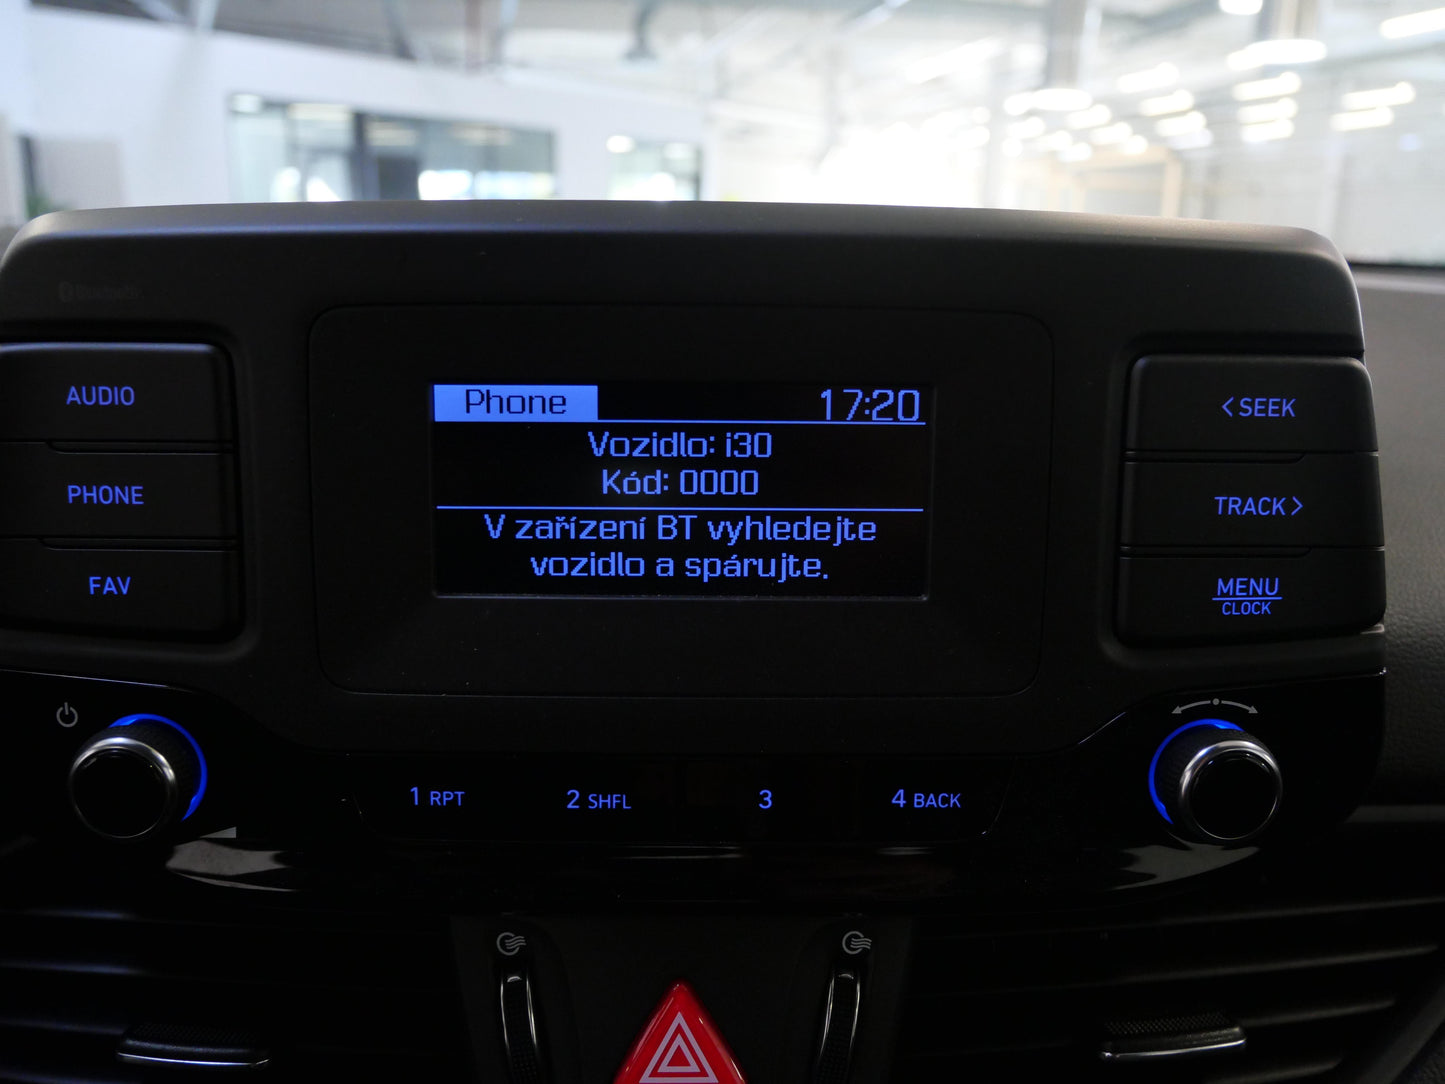 Bluetooth
AUDIO
PHONE
FAV
Phone 17:20
Vozidlo: i30
Kód: 0000
V zařízení BT vyhledejte
vozidlo a spárujte.
< SEEK
TRACK >
MENU
CLOCK
1 RPT
2 SHFL
3
4 BACK